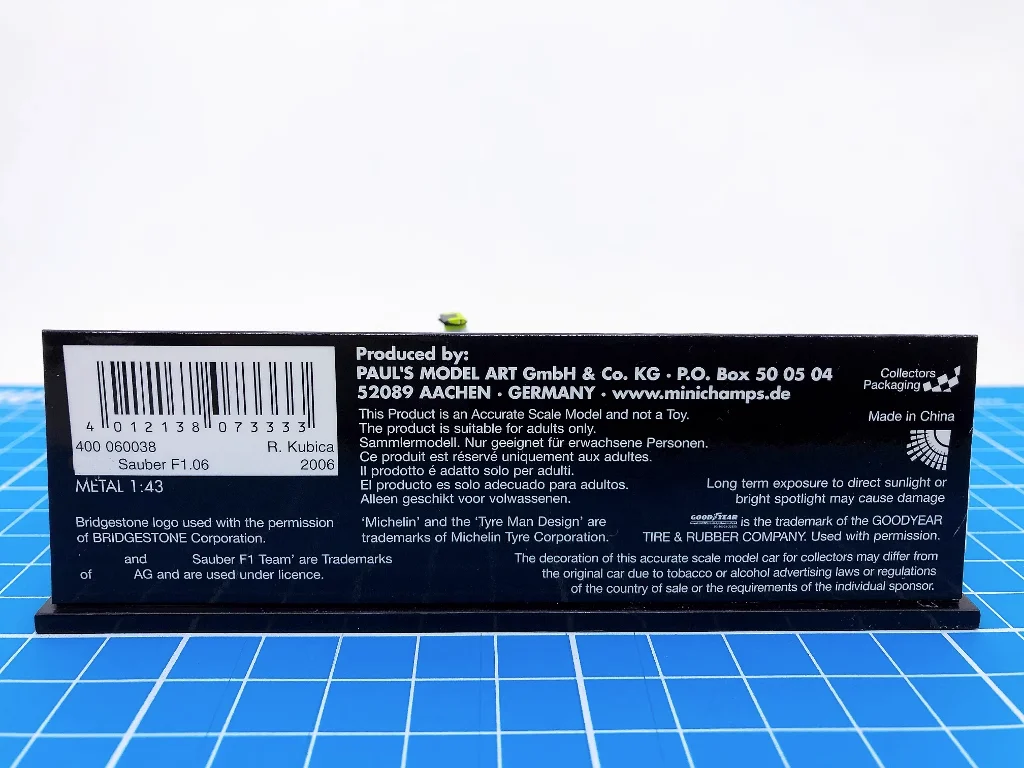 4 012138 073333
400 060038 R. Kubica
Sauber F1.06 2006
METAL 1:43
Bridgestone logo used with the permission
of BRIDGESTONE Corporation.
and Sauber F1 Team' are Trademarks
of AG and are used under licence.
Produced by:
PAUL'S MODEL ART GmbH & Co. KG · P.O. Box 50 05 04
52089 AACHEN · GERMANY · www.minichamps.de
This Product is an Accurate Scale Model and not a Toy.
The product is suitable for adults only.
Sammlermodell. Nur geeignet für erwachsene Personen.
Ce produit est réservé uniquement aux adultes.
Il prodotto é adatto solo per adulti.
El producto es solo adecuado para adultos.
Alleen geschikt voor volwassenen.
'Michelin' and the 'Tyre Man Design' are
trademarks of Michelin Tyre Corporation.
Collectors
Packaging
Made in China
Long term exposure to direct sunlight or
bright spotlight may cause damage
GOODYEAR is the trademark of the GOODYEAR
TIRE & RUBBER COMPANY. Used with permission.
The decoration of this accurate scale model car for collectors may differ from
the original car due to tobacco or alcohol advertising laws or regulations
of the country of sale or the requirements of the individual sponsor.